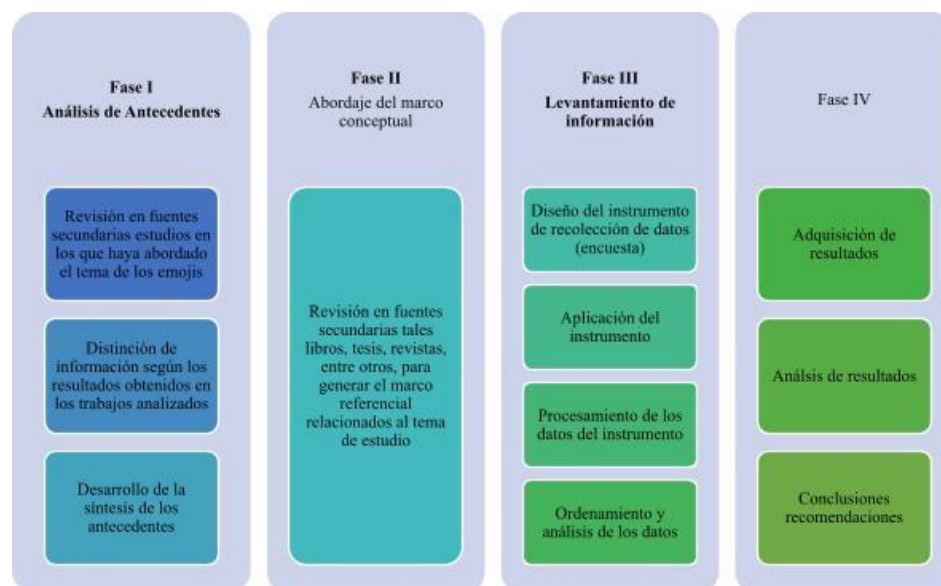 Fase I
Análisis de Antecedentes
Revisión en fuentes
secundarias estudios en
los que haya abordado
el tema de los emojis
Distinción de
información según los
resultados obtenidos en
los trabajos analizados
Desarrollo de la
síntesis de los
antecedentes
Fase II
Abordaje del marco
conceptual
Revisión en fuentes
secundarias tales
libros, tesis, revistas,
entre otros, para
generar el marco
referencial
relacionados al tema
de estudio
Fase III
Levantamiento de
información
Diseño del instrumento
de recolección de datos
(encuesta)
Aplicación del
instrumento
Procesamiento de los
datos del instrumento
Ordenamiento y
análisis de los datos
Fase IV
Adquisición de
resultados
Análsis de resultados
Conclusiones
recomendaciones